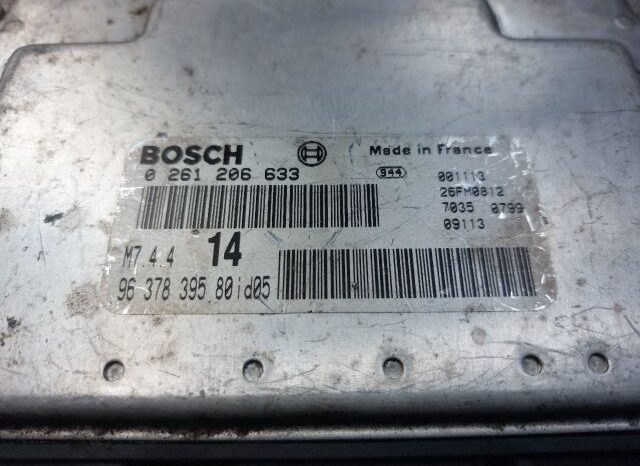 BOSCH Made in France
0 261 206 633 S44 001113
26FM0812
7035 0799
09113
M7.4.4 14
96 378 395 80id05